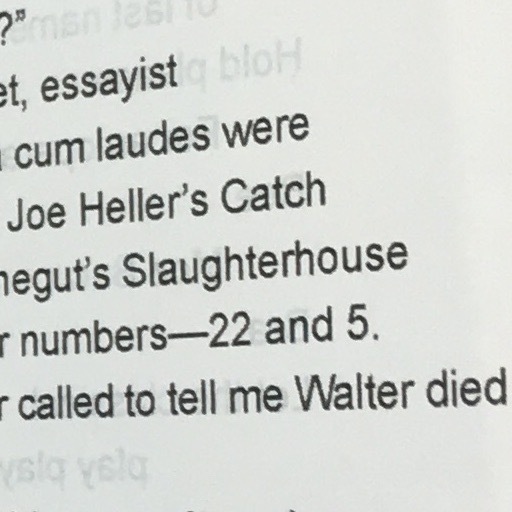 ?"
et, essayist
cum laudes were
Joe Heller's Catch
negut's Slaughterhouse
r numbers—22 and 5.
r called to tell me Walter died